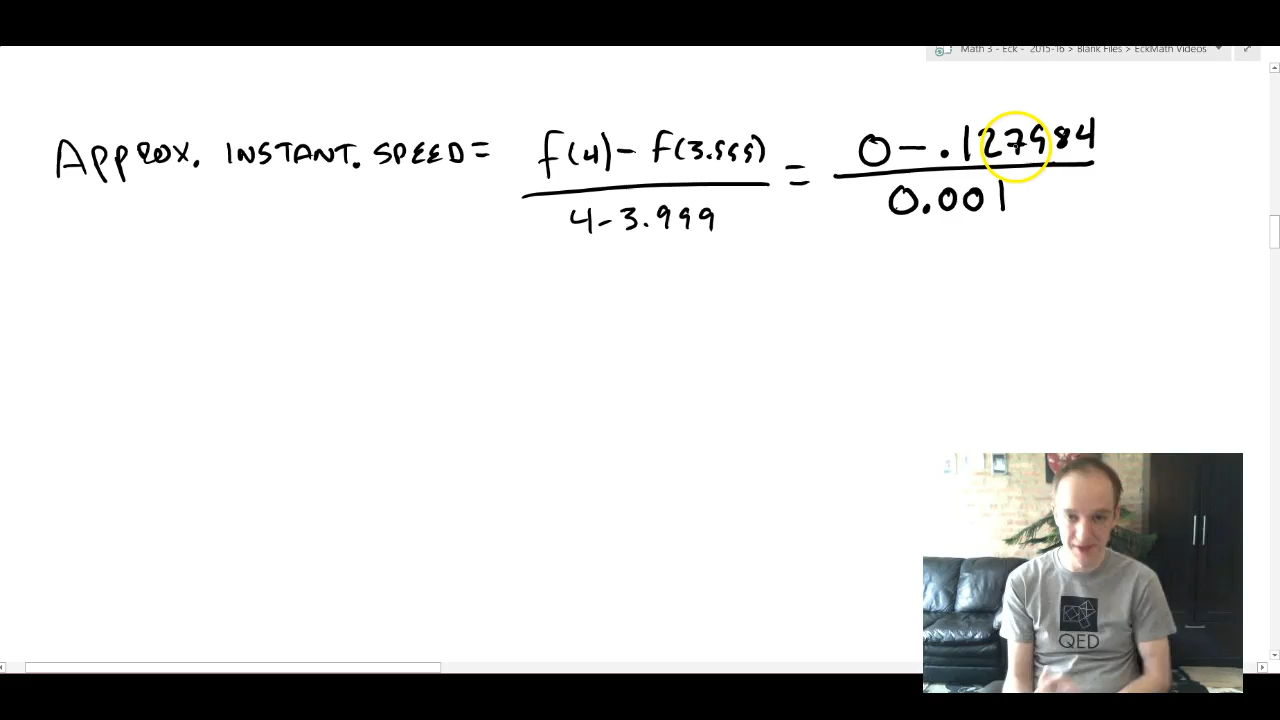 Math 3 - Eck - 2015-16 > Blank Files > EckMath Videos
APPROX. INSTANT. SPEED = f(4) - f(3.999) / 4 - 3.999 = 0 - .127984 / 0.001
QED